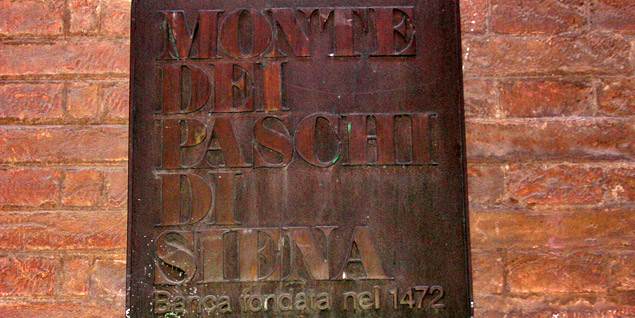 MONTE
DEI
PASCHI
DI
SIENA
Banca fondata nel 1472